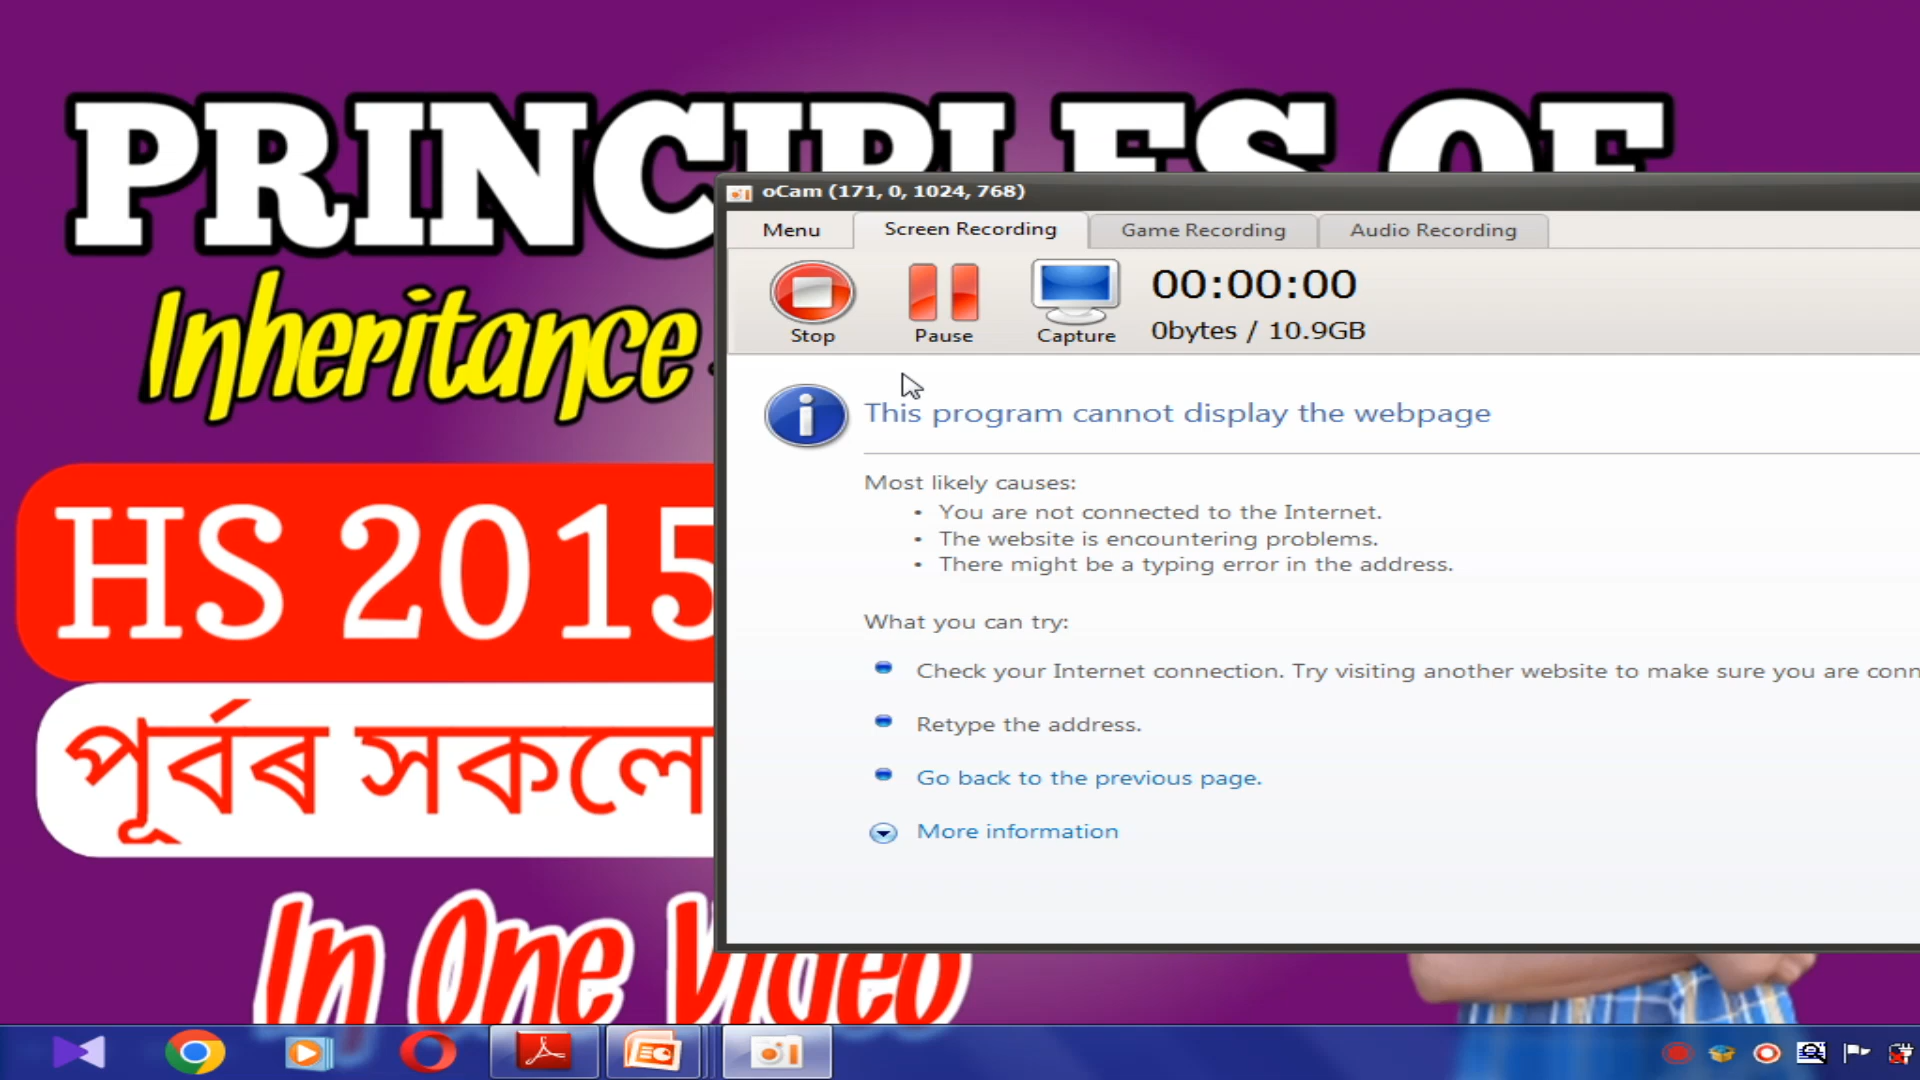 PRINCIPLES OF
Inheritance
HS 2015
পূৰ্বৰ সকলো
In One Video
oCam (171, 0, 1024, 768)
Menu
Screen Recording
Game Recording
Audio Recording
Stop
Pause
Capture
00:00:00
0bytes / 10.9GB
This program cannot display the webpage
Most likely causes:
• You are not connected to the Internet.
• The website is encountering problems.
• There might be a typing error in the address.
What you can try:
Check your Internet connection. Try visiting another website to make sure you are
Retype the address.
Go back to the previous page.
More information